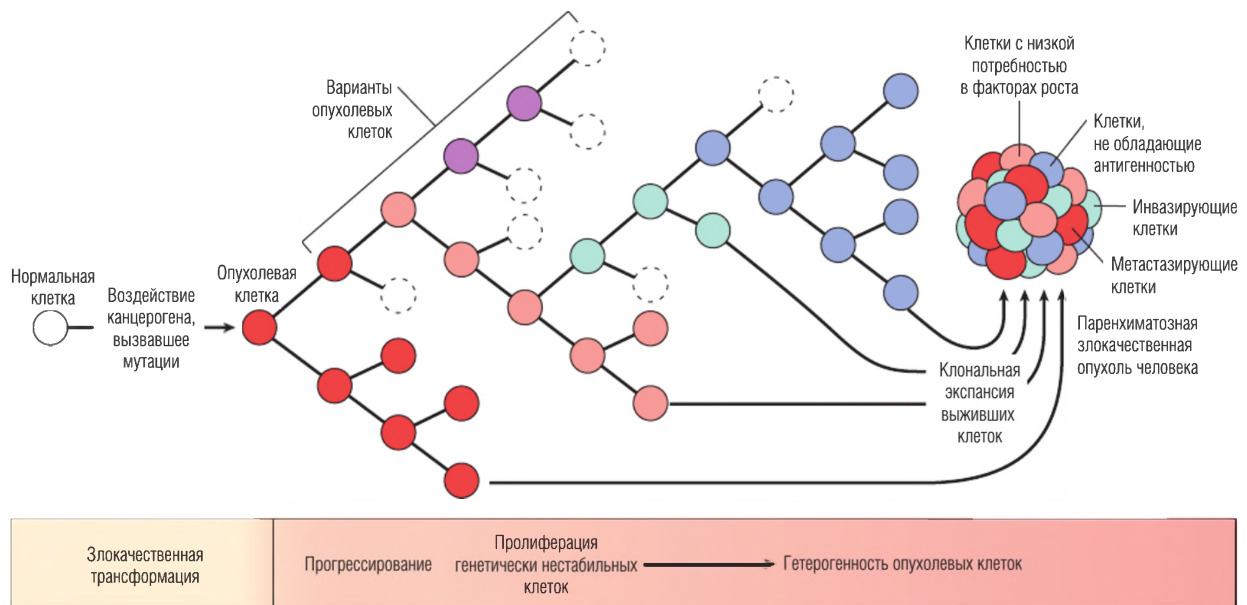 Нормальная
клетка
Воздействие
канцерогена,
вызвавшее
мутации
Опухолевая
клетка
Варианты
опухолевых
клеток
Клетки с низкой
потребностью
в факторах роста
Клетки,
не обладающие
антигенностью
Инвазирующие
клетки
Метастазирующие
клетки
Паренхиматозная
злокачественная
опухоль человека
Клональная
экспансия
выживших
клеток
Злокачественная
трансформация
Прогрессирование
Пролиферация
генетически нестабильных
клеток
Гетерогенность опухолевых клеток